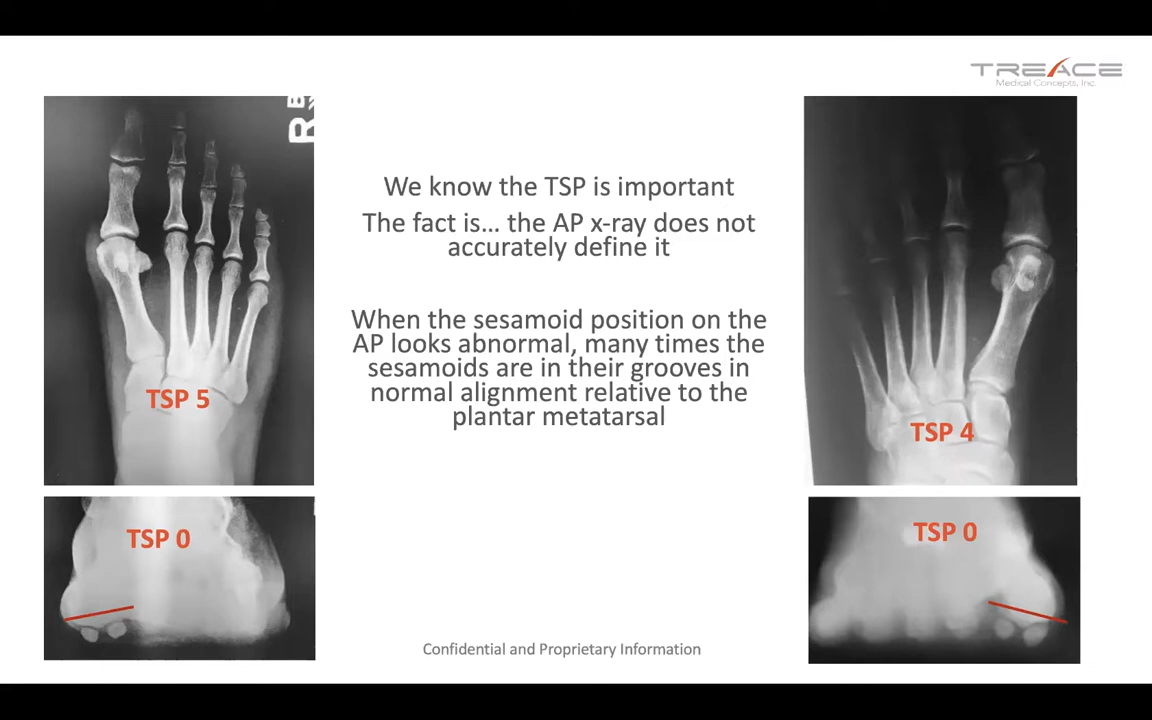 TREACE
Medical Concepts, Inc.
R
B
We know the TSP is important
The fact is... the AP x-ray does not
accurately define it
When the sesamoid position on the
AP looks abnormal, many times the
sesamoids are in their grooves in
normal alignment relative to the
plantar metatarsal
TSP 5
TSP 4
TSP 0
TSP 0
Confidential and Proprietary Information